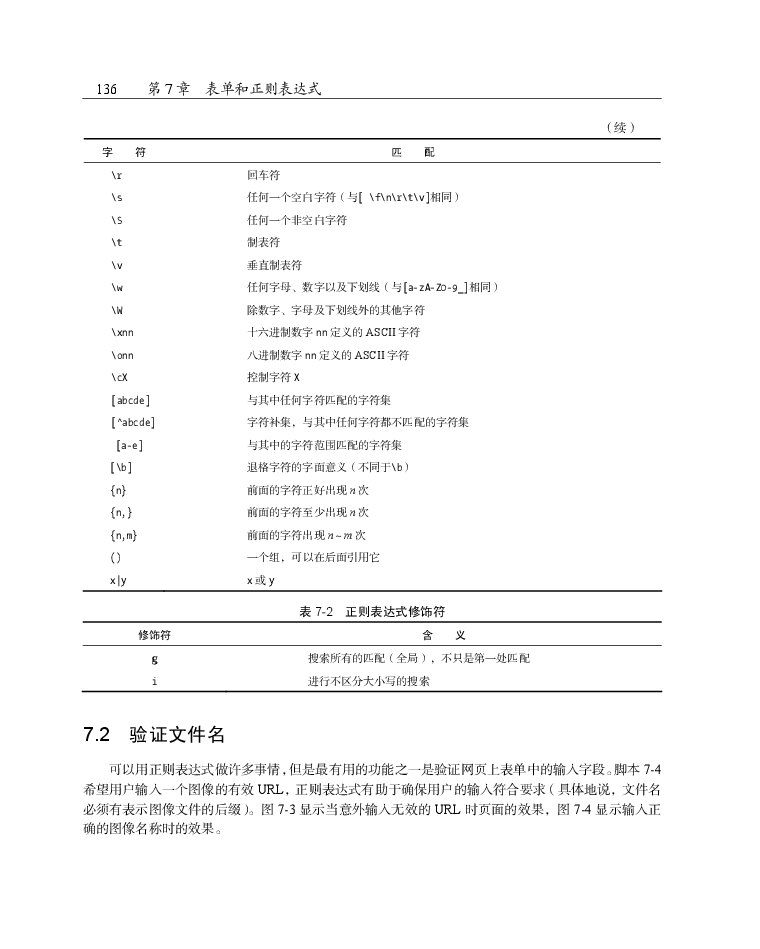 136 第 7 章 表单和正则表达式
（续）
字 符 匹 配
\r 回车符
\s 任何一个空白字符（与[ \f\n\r\t\v]相同）
\S 任何一个非空白字符
\t 制表符
\v 垂直制表符
\w 任何字母、数字以及下划线（与[a-zA-Z0-9_]相同）
\W 除数字、字母及下划线外的其他字符
\xnn 十六进制数字 nn 定义的 ASCII 字符
\onn 八进制数字 nn 定义的 ASCII 字符
\cX 控制字符 X
[abcde] 与其中任何字符匹配的字符集
[^abcde] 字符补集，与其中任何字符都不匹配的字符集
[a-e] 与其中的字符范围匹配的字符集
[\b] 退格字符的字面意义（不同于\b）
{n} 前面的字符正好出现 n 次
{n,} 前面的字符至少出现 n 次
{n,m} 前面的字符出现 n~m 次
() 一个组，可以在后面引用它
x|y x 或 y
表 7-2 正则表达式修饰符
修饰符 含 义
g 搜索所有的匹配（全局），不只是第一处匹配
i 进行不区分大小写的搜索
7.2 验证文件名
可以用正则表达式做许多事情，但是最有用的功能之一是验证网页上表单中的输入字段。脚本 7-4
希望用户输入一个图像的有效 URL，正则表达式有助于确保用户的输入符合要求（具体地说，文件名
必须有表示图像文件的后缀）。图 7-3 显示当意外输入无效的 URL 时页面的效果，图 7-4 显示输入正
确的图像名称时的效果。